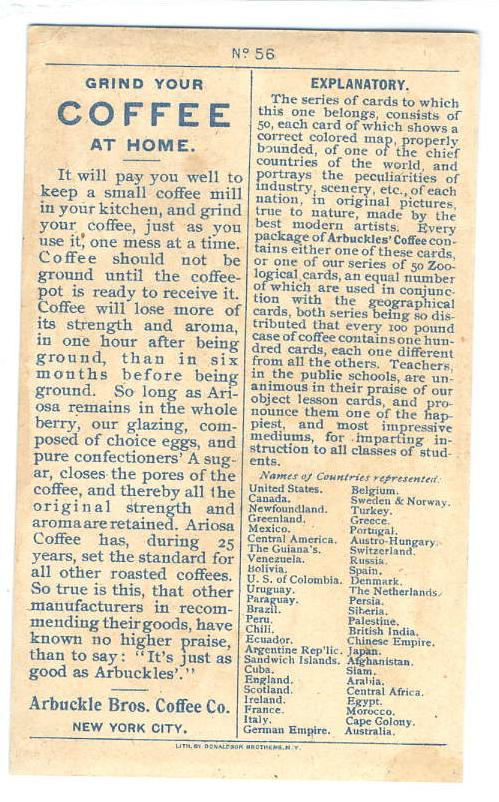 Nº 56
GRIND YOUR
COFFEE
AT HOME.
It will pay you well to
keep a small coffee mill
in your kitchen, and grind
your coffee, just as you
use it, one mess at a time.
Coffee should not be
ground until the coffee-
pot is ready to receive it.
Coffee will lose more of
its strength and aroma,
in one hour after being
ground, than in six
months before being
ground. So long as Ari-
osa remains in the whole
berry, our glazing, com-
posed of choice eggs, and
pure confectioners' A sug-
ar, closes the pores of the
coffee, and thereby all the
original strength and
aroma are retained. Ariosa
Coffee has, during 25
years, set the standard for
all other roasted coffees.
So true is this, that other
manufacturers in recom-
mending their goods, have
known no higher praise,
than to say: "It's just as
good as Arbuckles'."
Arbuckle Bros. Coffee Co.
NEW YORK CITY.
EXPLANATORY.
The series of cards to which
this one belongs, consists of
50, each card of which shows a
correct colored map, properly
bounded, of one of the chief
countries of the world, and
portrays the peculiarities of
industry, scenery, etc., of each
nation, in original pictures,
true to nature, made by the
best modern artists. Every
package of Arbuckles' Coffee con-
tains either one of these cards,
or one of our series of 50 Zoo-
logical cards, an equal number
of which are used in conjunc-
tion with the geographical
cards, both series being so dis-
tributed that every 100 pound
case of coffee contains one hun-
dred cards, each one different
from all the others. Teachers,
in the public schools, are un-
animous in their praise of our
object lesson cards, and pro-
nounce them one of the hap-
piest, and most impressive
mediums, for imparting in-
struction to all classes of stud-
ents.
Names of Countries represented:
United States. Belgium.
Canada. Sweden & Norway.
Newfoundland. Turkey.
Greenland. Greece.
Mexico. Portugal.
Central America. Austro-Hungary.
The Guiana's. Switzerland.
Venezuela. Russia.
Bolivia. Spain.
U. S. of Colombia. Denmark.
Uruguay. The Netherlands.
Paraguay. Persia.
Brazil. Siberia.
Peru. Palestine.
Chili. British India.
Ecuador. Chinese Empire.
Argentine Rep'lic. Japan.
Sandwich Islands. Afghanistan.
Cuba. Siam.
England. Arabia.
Scotland. Central Africa.
Ireland. Egypt.
France. Morocco.
Italy. Cape Colony.
German Empire. Australia.
LITH. BY DONALDSON BROTHERS, N.Y.